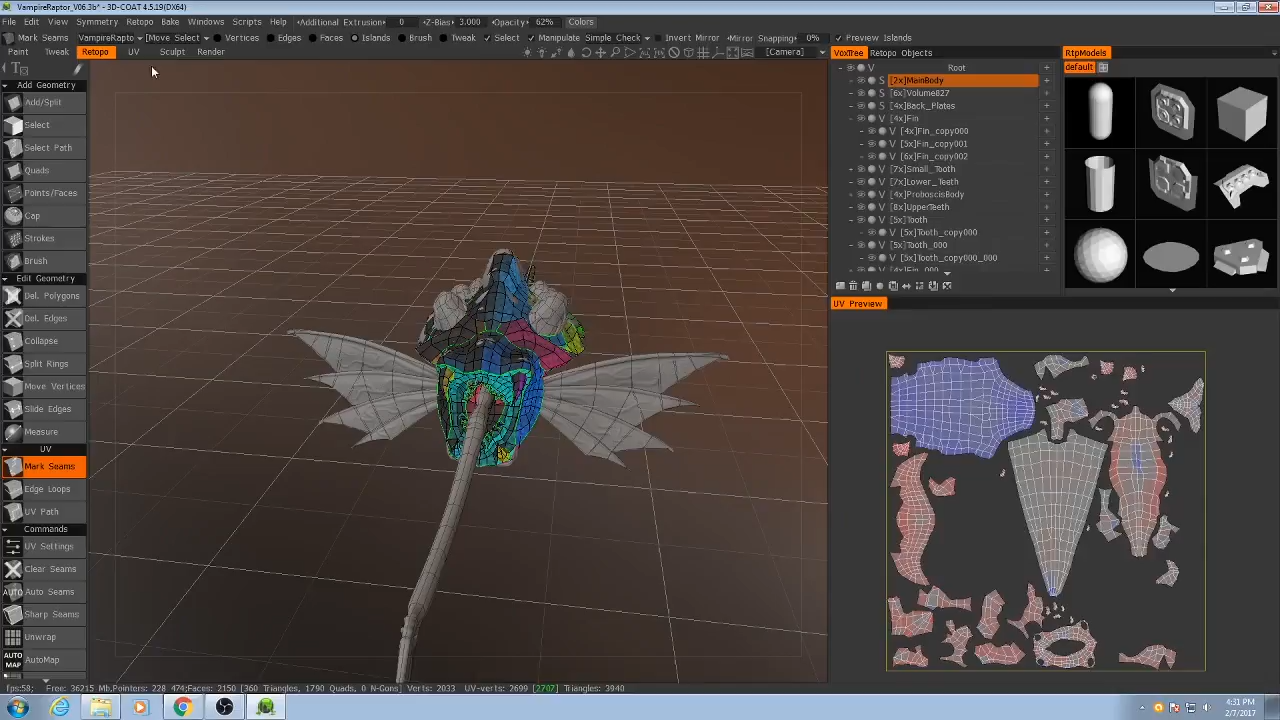 VampireRaptor_V06.3b* - 3D-COAT 4.5.19(DX64)
File Edit View Symmetry Retopo Bake Windows Scripts Help Additional Extrusion 0 Z-Bias 3.000 Opacity 62% Colors
Mark Seams VampireRapto [Move Select Vertices Edges Faces Islands Brush Tweak Select Manipulate Simple Check Invert Mirror Mirror Snapping 0% Preview Islands
Paint Tweak Retopo UV Sculpt Render [Camera]
Add Geometry
Add/Split
Select
Select Path
Quads
Points/Faces
Cap
Strokes
Brush
Edit Geometry
Del. Polygons
Del. Edges
Collapse
Split Rings
Move Vertices
Slide Edges
Measure
UV
Mark Seams
Edge Loops
UV Path
Commands
UV Settings
Clear Seams
AUTO Auto Seams
Sharp Seams
Unwrap
AUTO MAP AutoMap
VoxTree Retopo Objects
V Root +
S [2x]MainBody +
S [6x]Volume827 +
S [4x]Back_Plates +
V [4x]Fin +
V [4x]Fin_copy000 +
V [5x]Fin_copy001 +
V [6x]Fin_copy002 +
V [7x]Small_Tooth +
V [7x]Lower_Teeth +
V [4x]ProboscisBody +
V [8x]UpperTeeth +
V [5x]Tooth +
V [5x]Tooth_copy000 +
V [5x]Tooth_000 +
V [5x]Tooth_copy000_000 +
V [4x]Fin_000 +
RtpModels
default
UV Preview
fps:58; Free: 36215 Mb,Pointers: 228 474;Faces: 2150 [360 Triangles, 1790 Quads, 0 N-Gons] Verts: 2033 UV-verts: 2699 [2707] Triangles: 3940
4:31 PM
2/7/2017